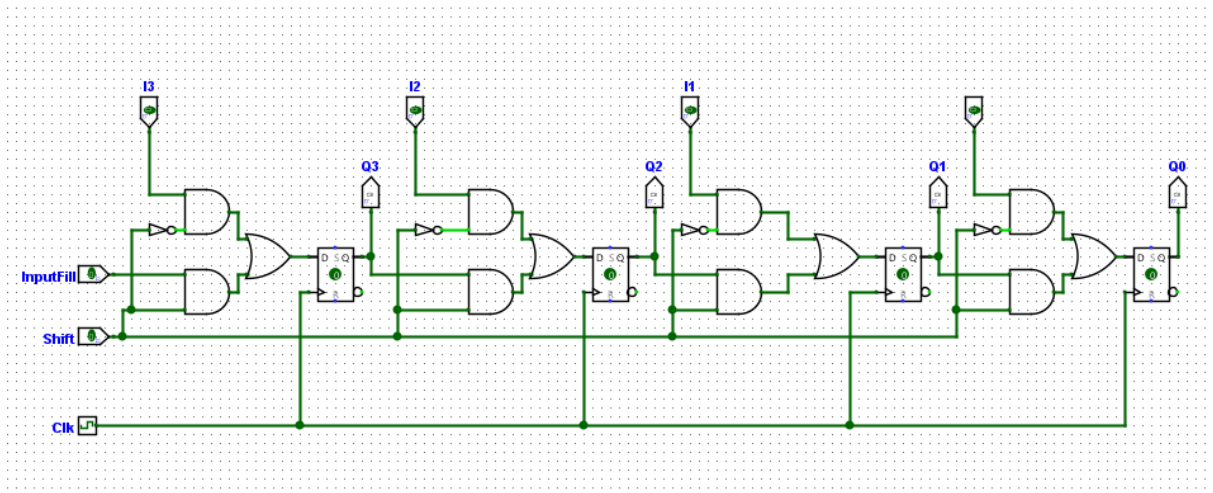 I3 I2 I1
Q3 Q2 Q1 Q0
D S Q D S Q D S Q D S Q
Q Q Q Q
R R R R
InputFill
Shift
Clk